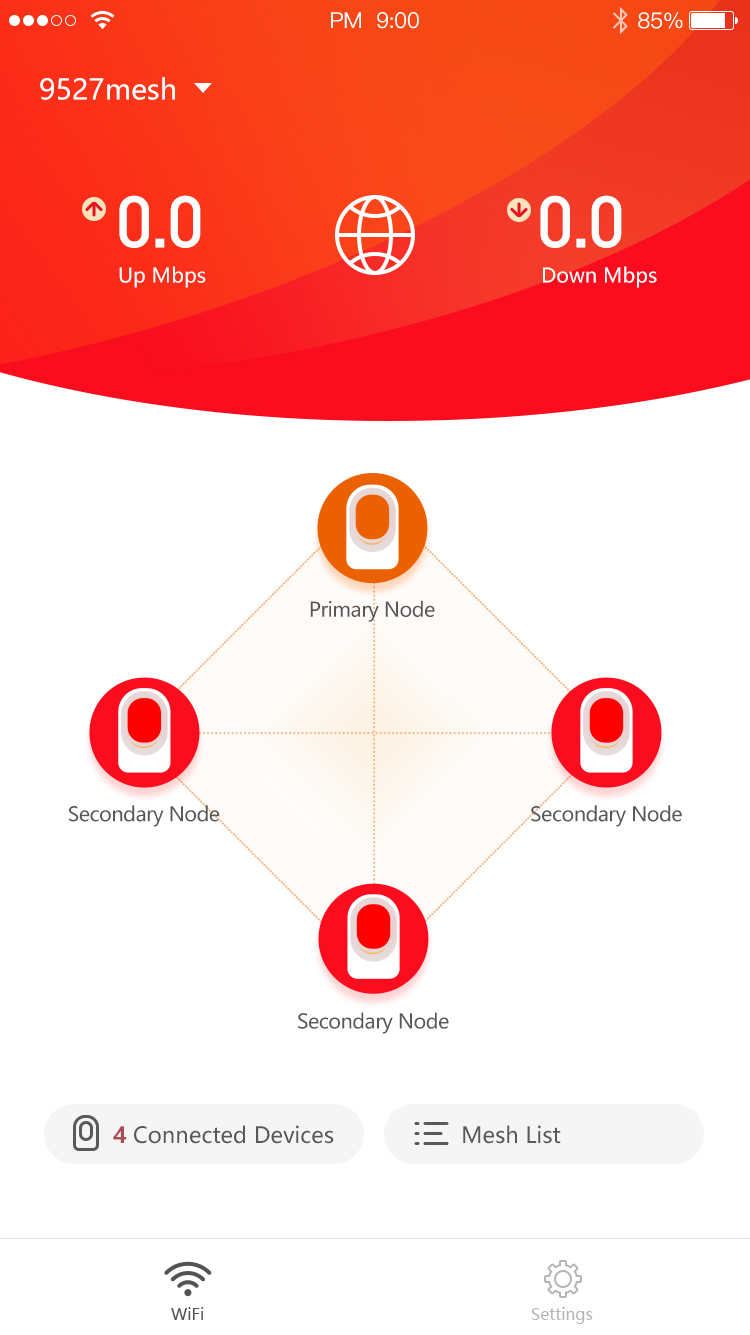 PM 9:00
85%
9527mesh
0.0
0.0
Up Mbps
Down Mbps
Primary Node
Secondary Node
Secondary Node
Secondary Node
4 Connected Devices
Mesh List
WiFi
Settings